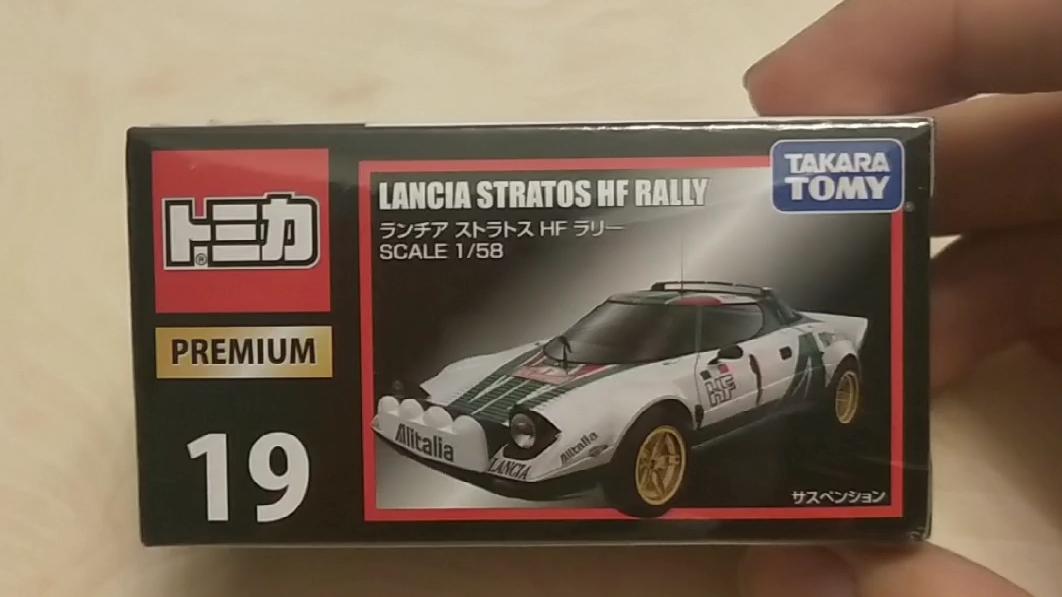 トミカ®
PREMIUM
19
LANCIA STRATOS HF RALLY
ランチア ストラトス HF ラリー
SCALE 1/58
TAKARA
TOMY
HF
Alitalia
LANCIA
Alitalia
サスペンション